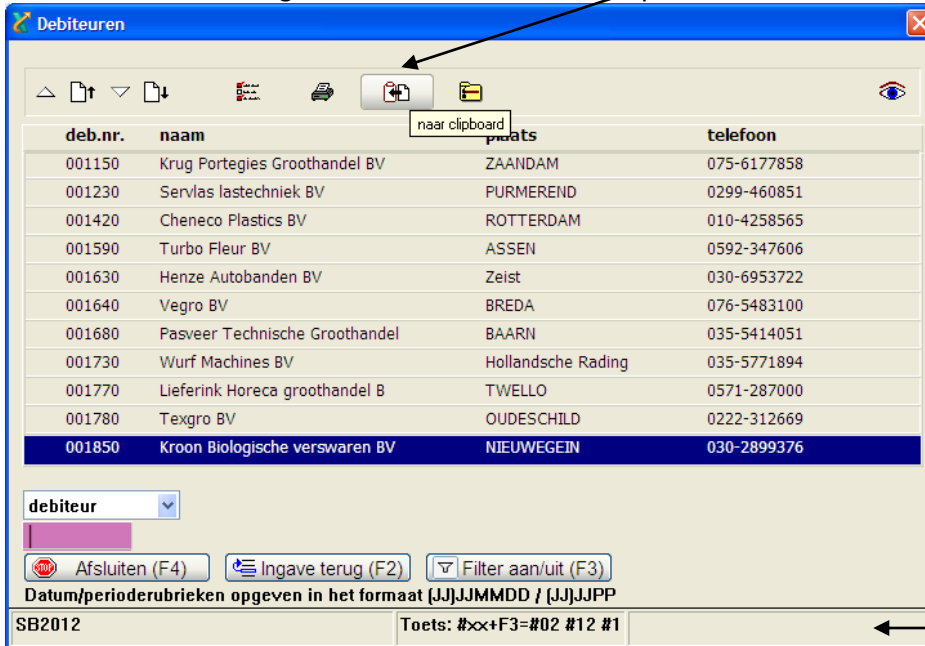 Debiteuren
naar clipboard
deb.nr. naam plaats telefoon
001150 Krug Portegies Groothandel BV ZAANDAM 075-6177858
001230 Servlas lastechniek BV PURMEREND 0299-460851
001420 Cheneco Plastics BV ROTTERDAM 010-4258565
001590 Turbo Fleur BV ASSEN 0592-347606
001630 Henze Autobanden BV Zeist 030-6953722
001640 Vegro BV BREDA 076-5483100
001680 Pasveer Technische Groothandel BAARN 035-5414051
001730 Wurf Machines BV Hollandsche Rading 035-5771894
001770 Lieferink Horeca groothandel B TWELLO 0571-287000
001780 Texgro BV OUDESCHILD 0222-312669
001850 Kroon Biologische verswaren BV NIEUWEGEIN 030-2899376
debiteur
STOP Afsluiten (F4) Ingave terug (F2) Filter aan/uit (F3)
Datum/perioderubrieken opgeven in het formaat (JJ)JJMMDD / (JJ)JJPP
SB2012 Toets: #xx+F3=#02 #12 #1